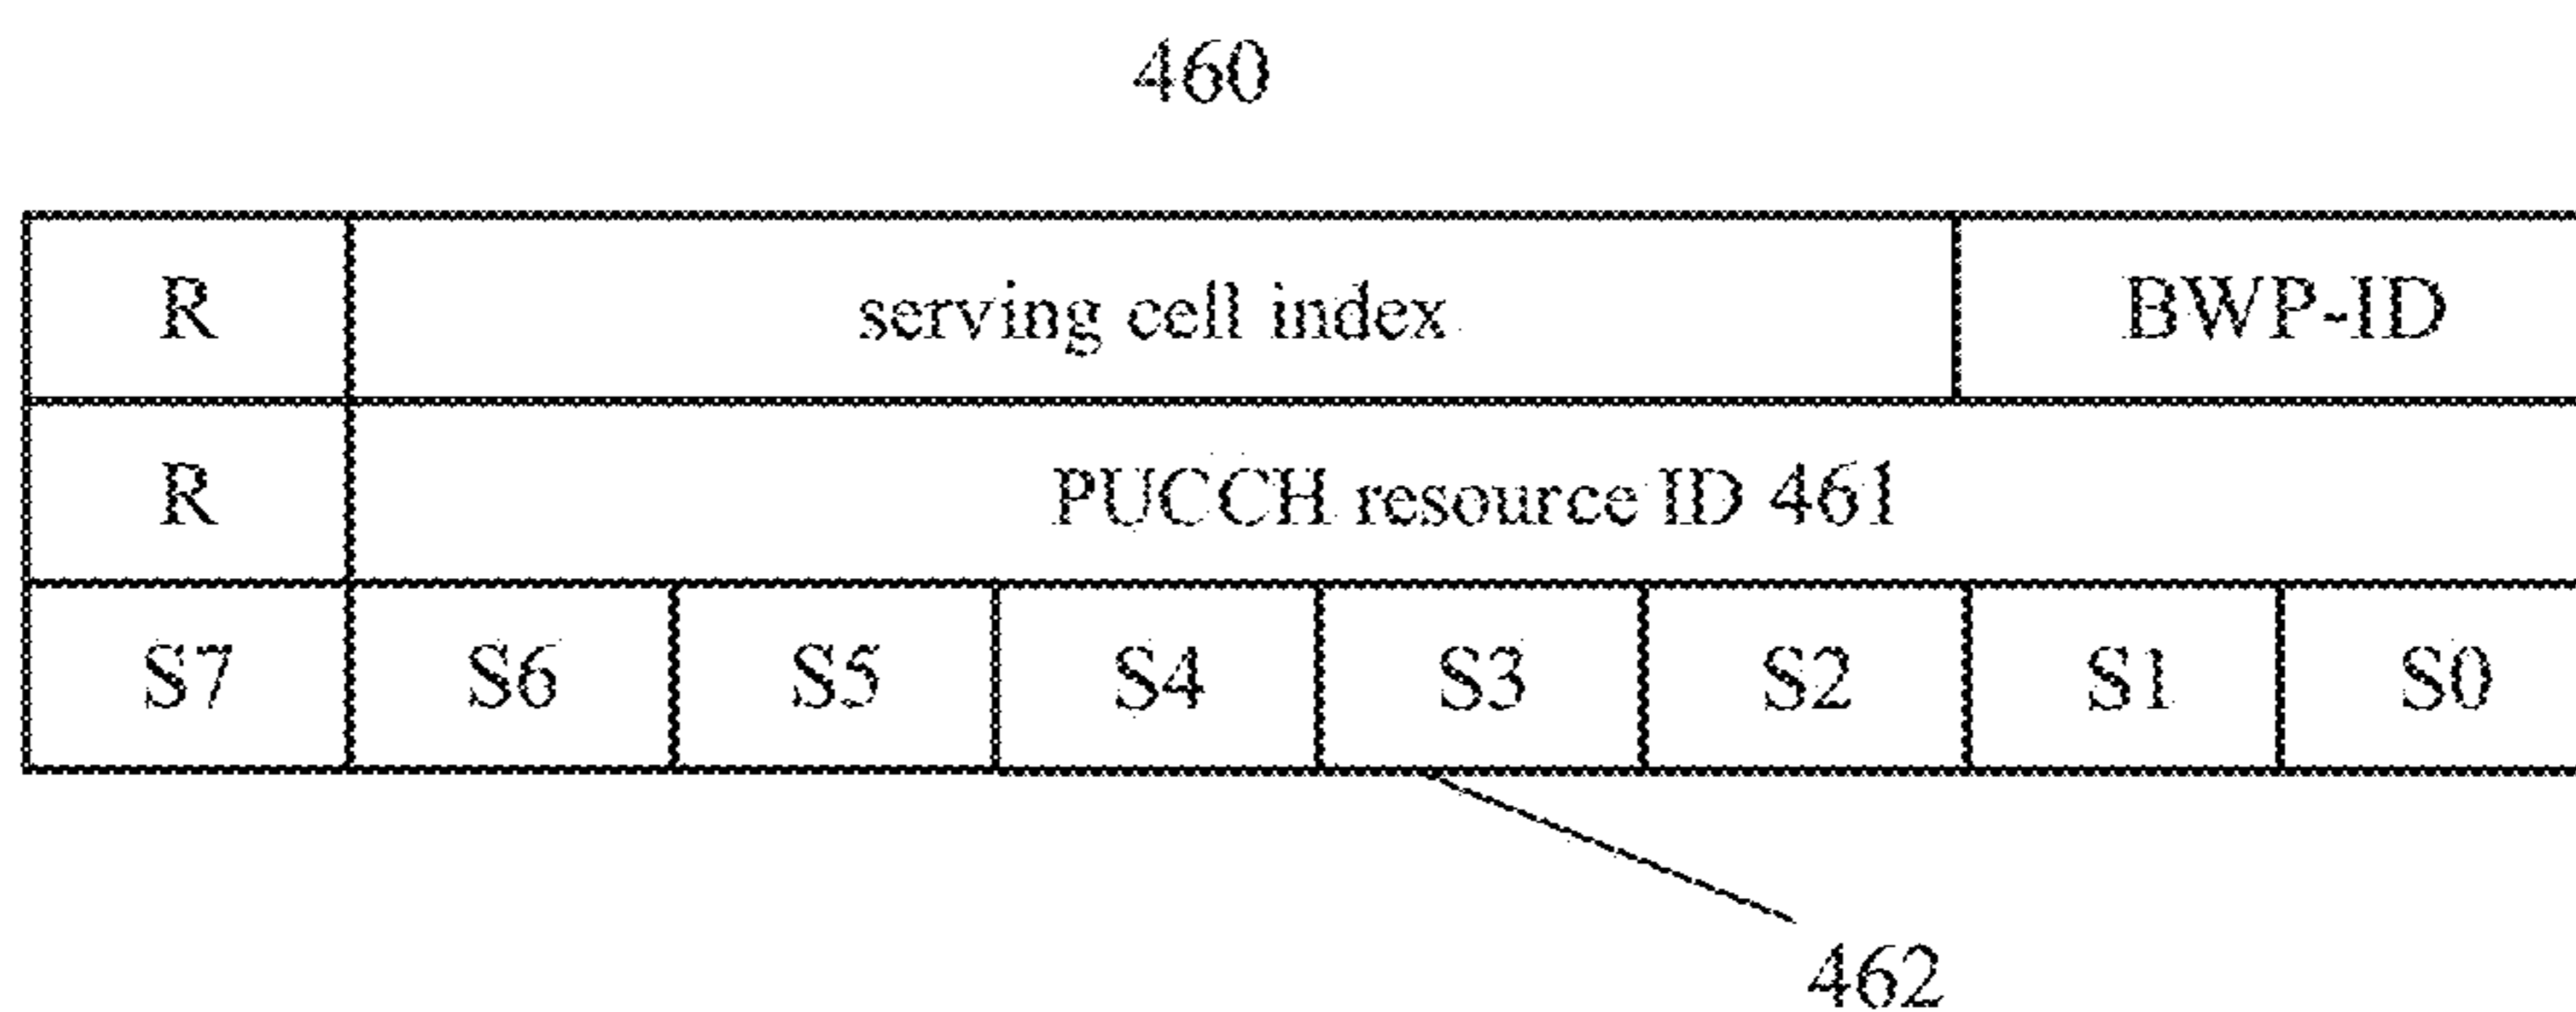 460
R serving cell index BWP-ID
R PUCCH resource ID 461
S7 S6 S5 S4 S3 S2 S1 S0
462